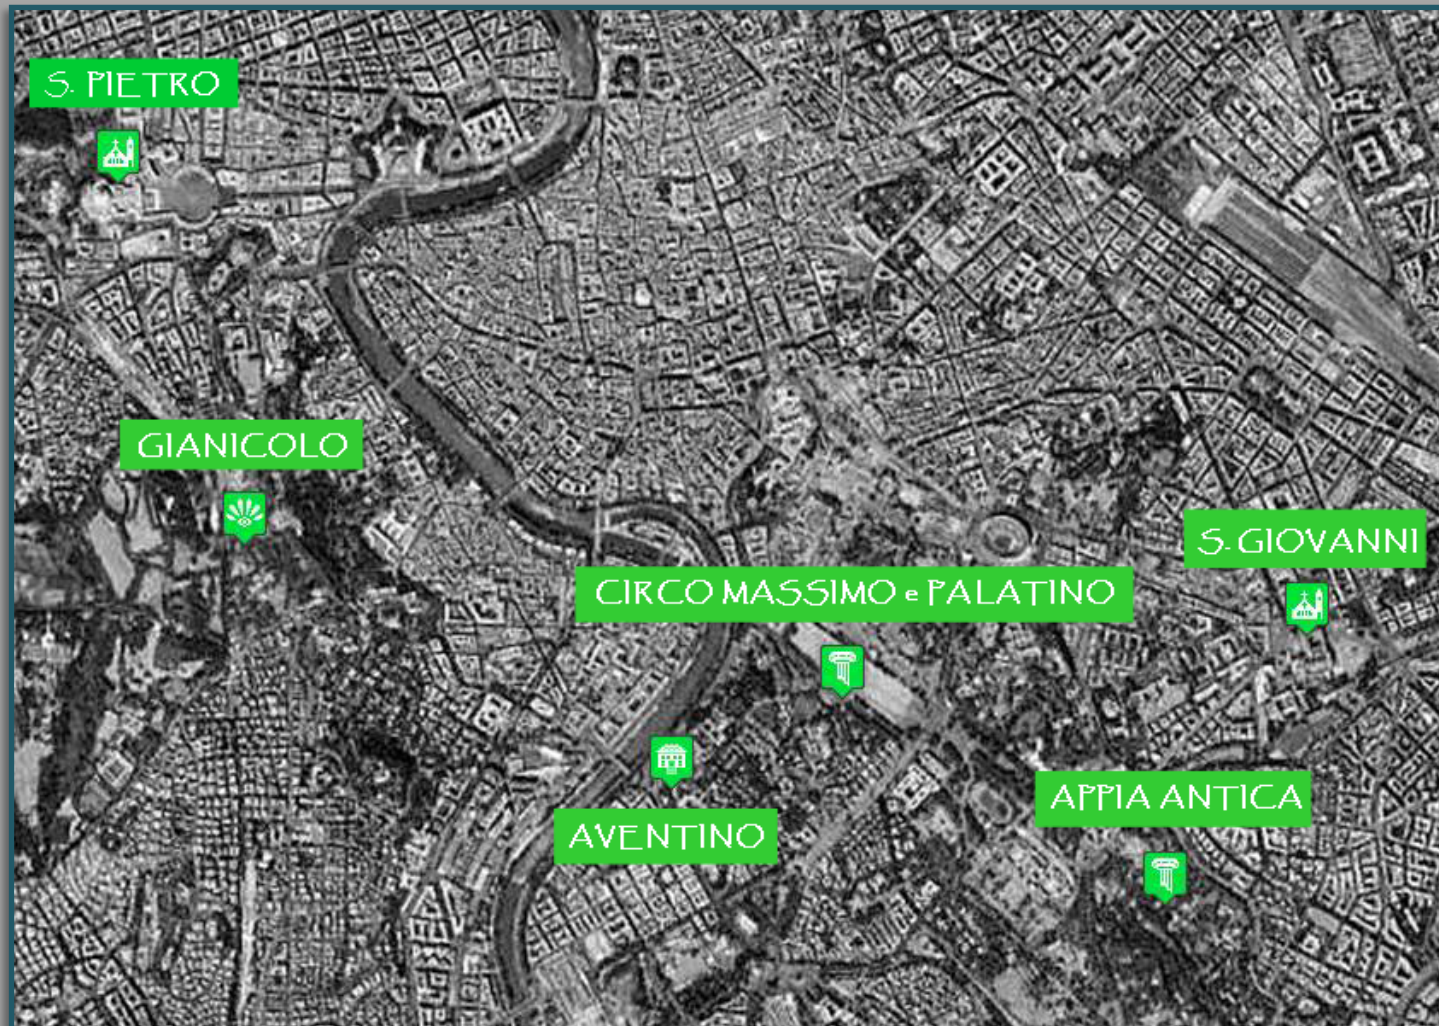 S. PIETRO
GIANICOLO
S. GIOVANNI
CIRCO MASSIMO e PALATINO
APPIA ANTICA
AVENTINO